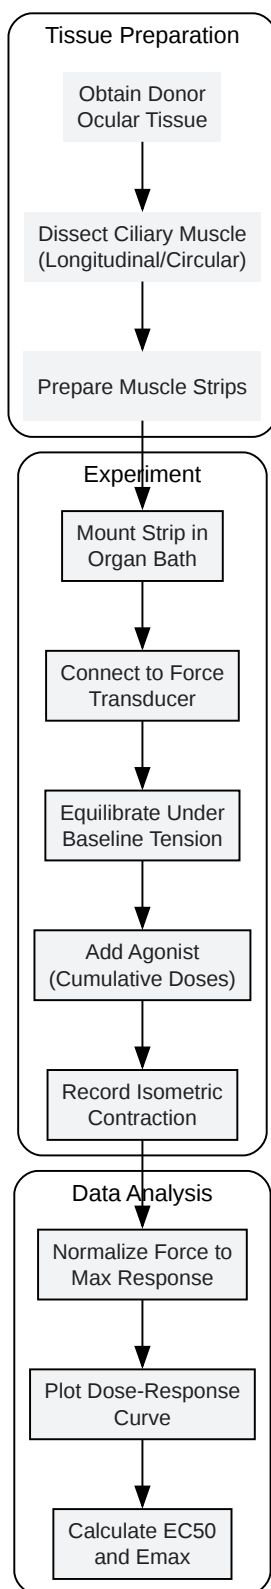 Tissue Preparation
Obtain Donor
Ocular Tissue
Dissect Ciliary Muscle
(Longitudinal/Circular)
Prepare Muscle Strips
Experiment
Mount Strip in
Organ Bath
Connect to Force
Transducer
Equilibrate Under
Baseline Tension
Add Agonist
(Cumulative Doses)
Record Isometric
Contraction
Data Analysis
Normalize Force to
Max Response
Plot Dose-Response
Curve
Calculate EC50
and Emax